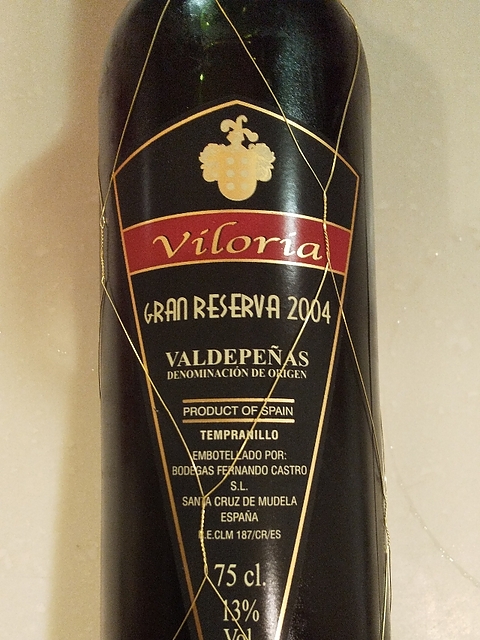 Viloria
GRAN RESERVA 2004
VALDEPEÑAS
DENOMINACIÓN DE ORIGEN
PRODUCT OF SPAIN
TEMPRANILLO
EMBOTELLADO POR:
BODEGAS FERNANDO CASTRO
S.L.
SANTA CRUZ DE MUDELA
ESPAÑA
N.E.CLM 187/CR/ES
75 cl.
13%
Vol